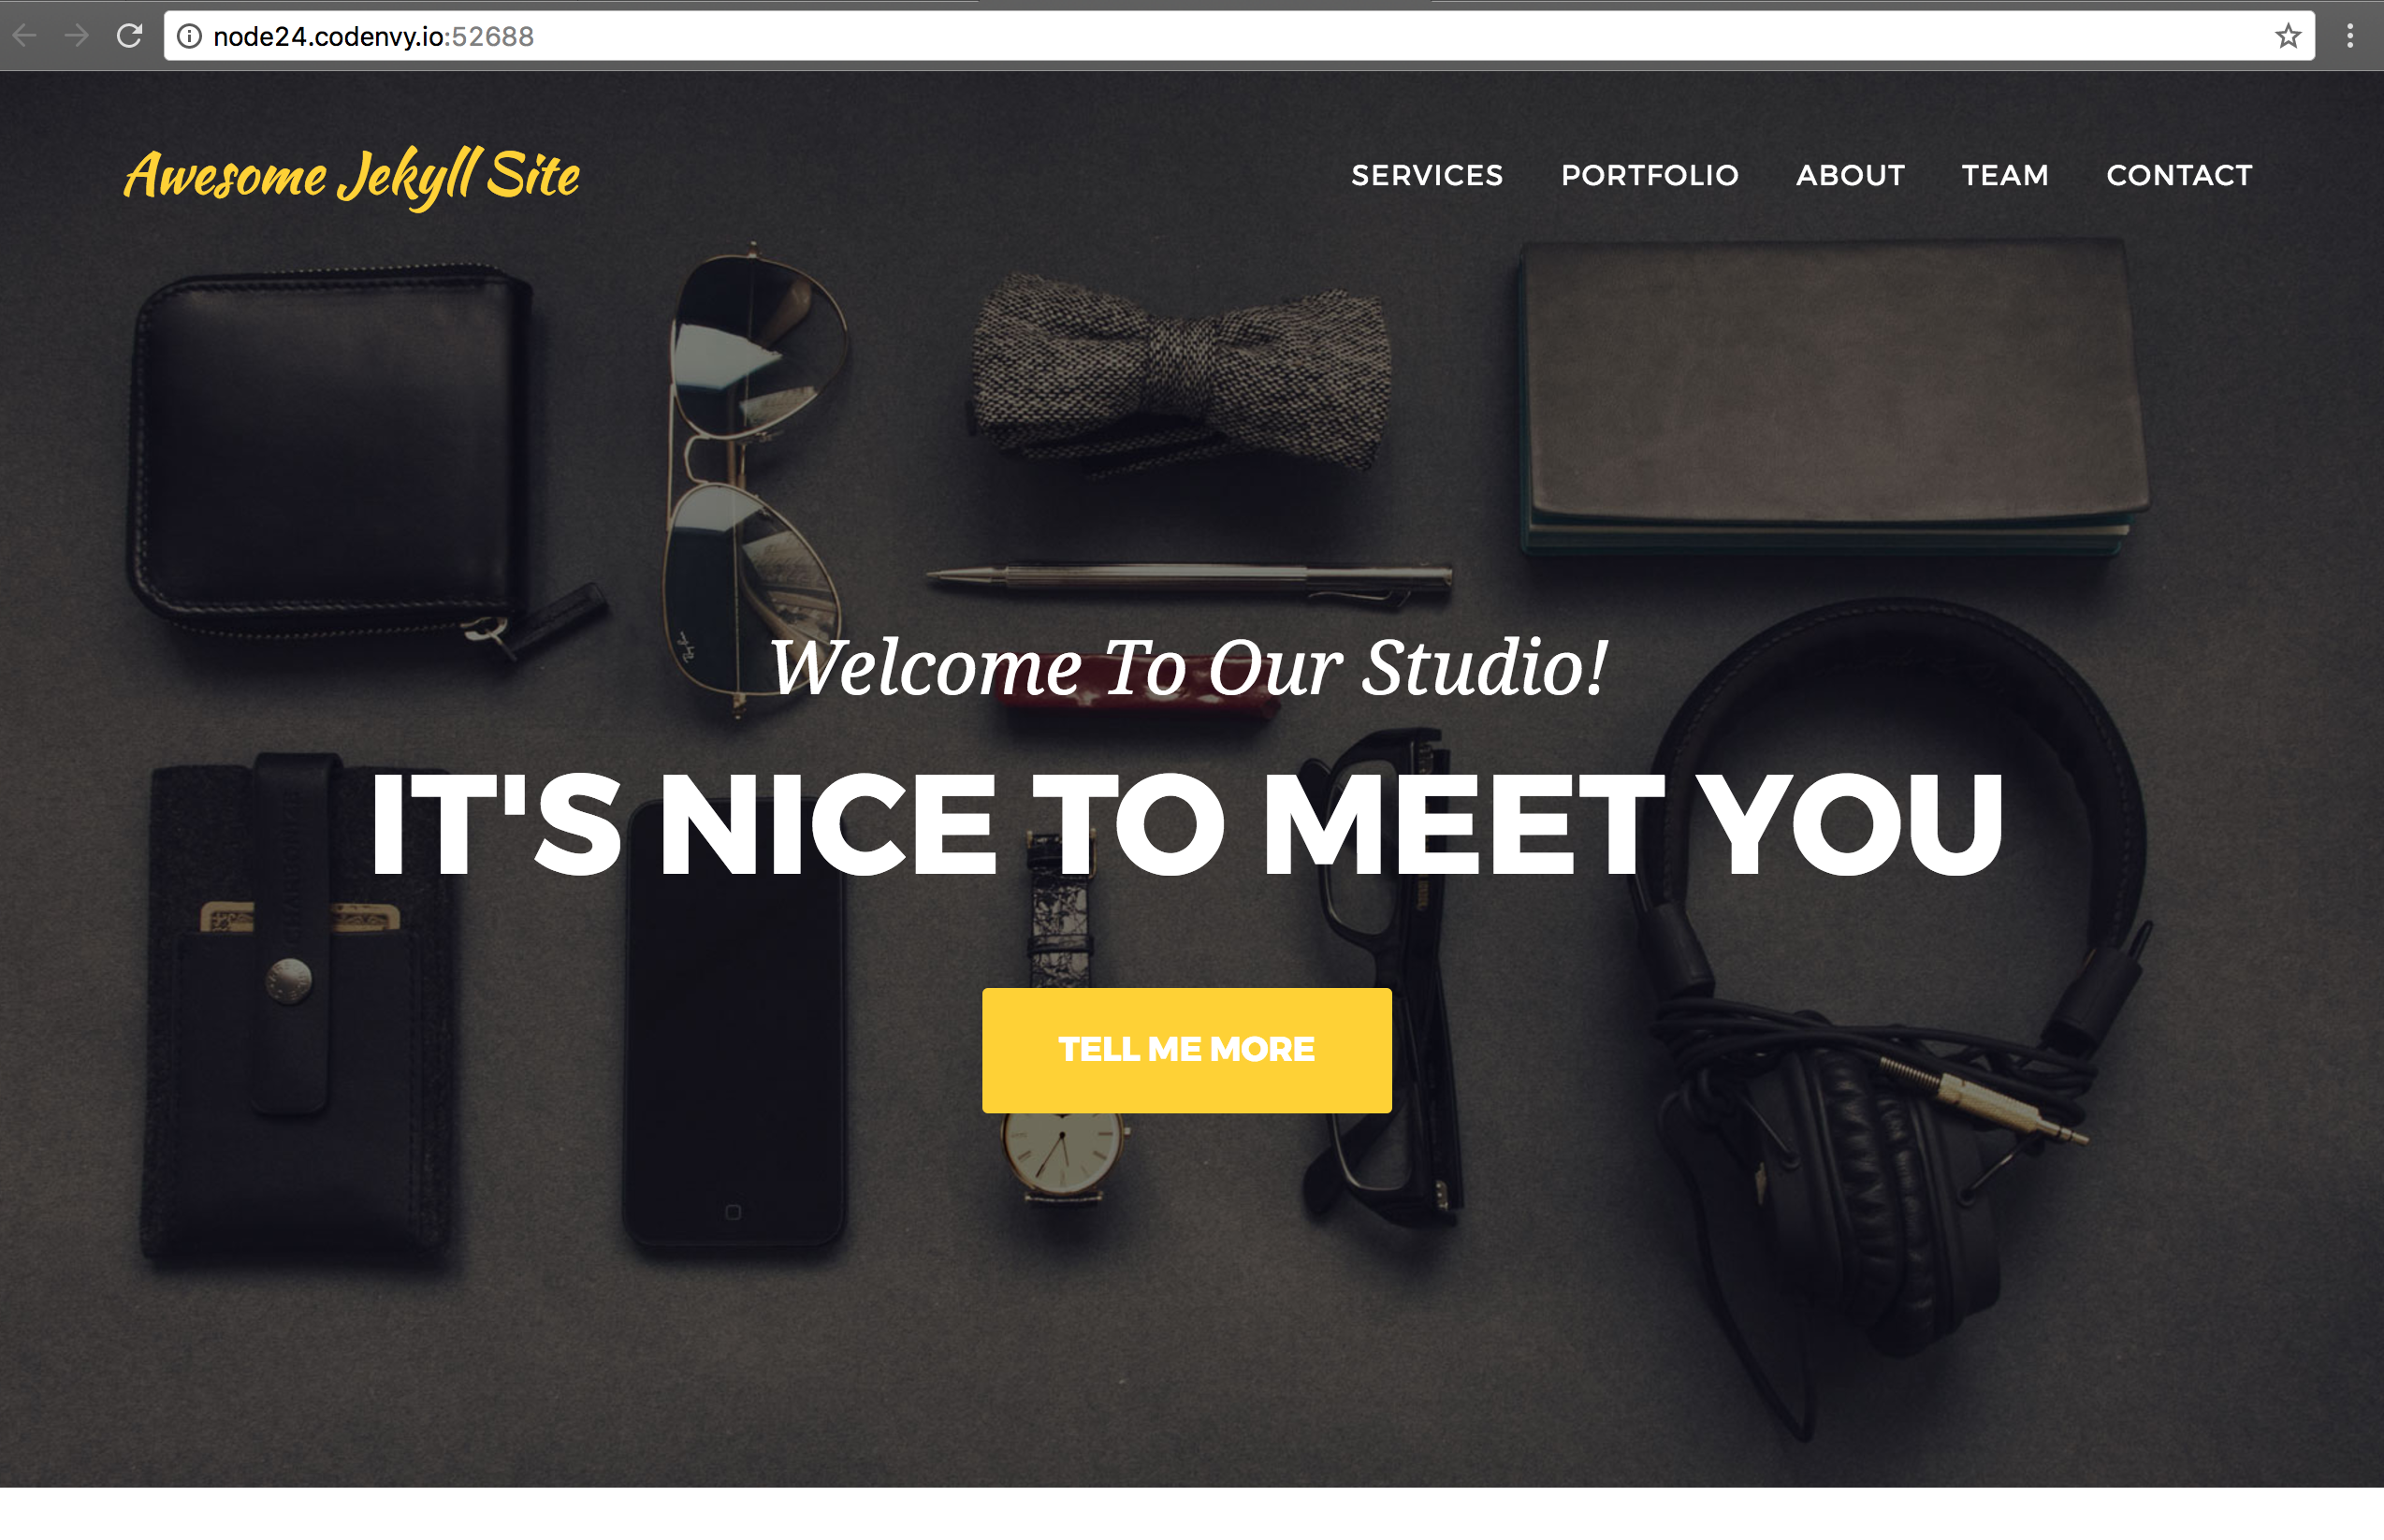 node24.codenvy.io:52688
Awesome Jekyll Site
SERVICES PORTFOLIO ABOUT TEAM CONTACT
Welcome To Our Studio!
IT'S NICE TO MEET YOU
TELL ME MORE
CHARBONIZE